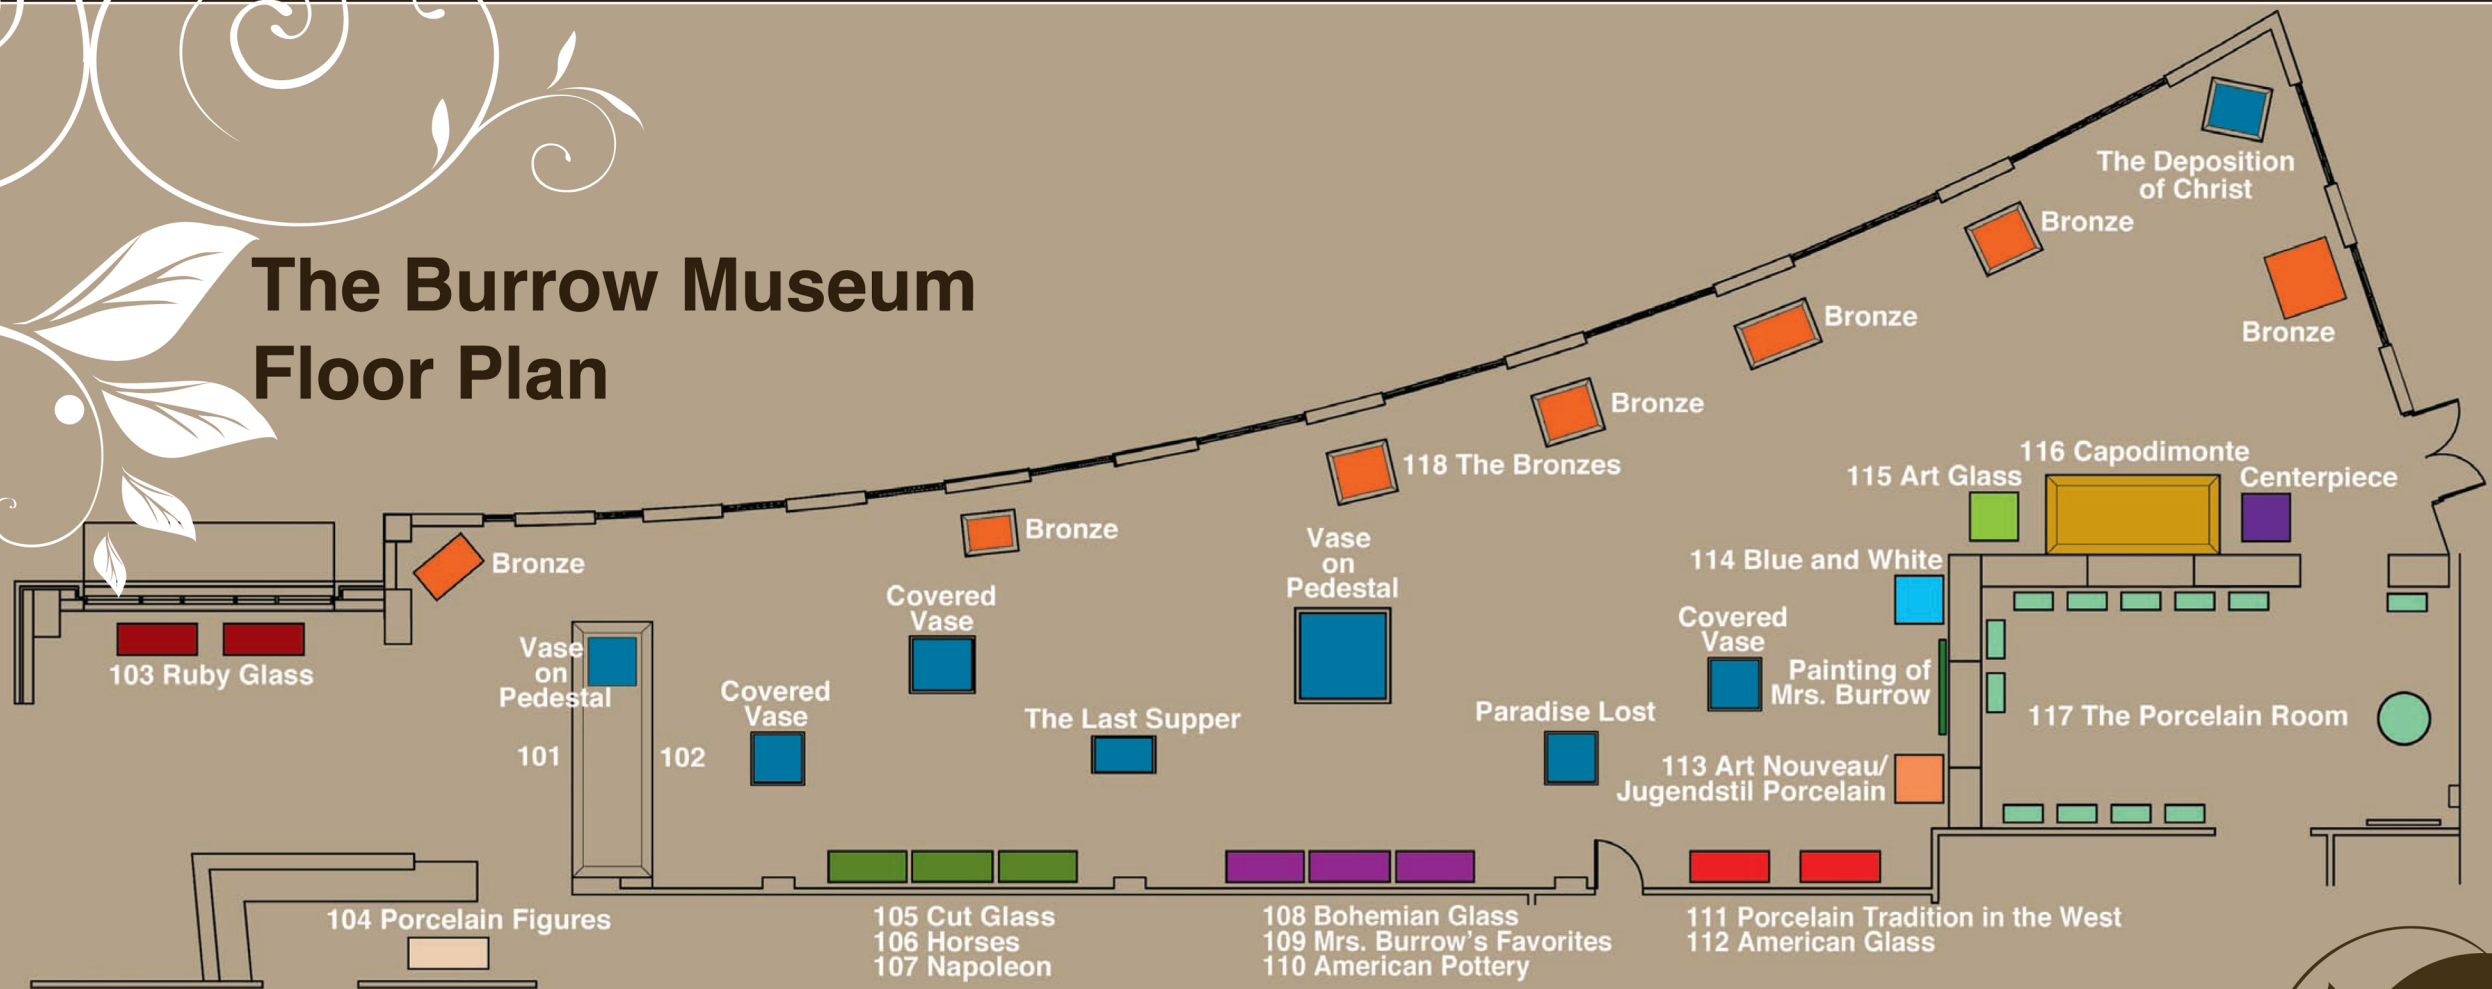 The Burrow Museum
Floor Plan
The Deposition
of Christ
Bronze
Bronze
Bronze
Bronze
118 The Bronzes
Bronze
Bronze
116 Capodimonte
115 Art Glass
Centerpiece
114 Blue and White
Vase
on
Pedestal
Covered
Vase
Covered
Vase
Vase
on
Pedestal
103 Ruby Glass
Covered
Vase
Painting of
Mrs. Burrow
The Last Supper
Paradise Lost
117 The Porcelain Room
101
102
113 Art Nouveau/
Jugendstil Porcelain
104 Porcelain Figures
105 Cut Glass
106 Horses
107 Napoleon
108 Bohemian Glass
109 Mrs. Burrow's Favorites
110 American Pottery
111 Porcelain Tradition in the West
112 American Glass